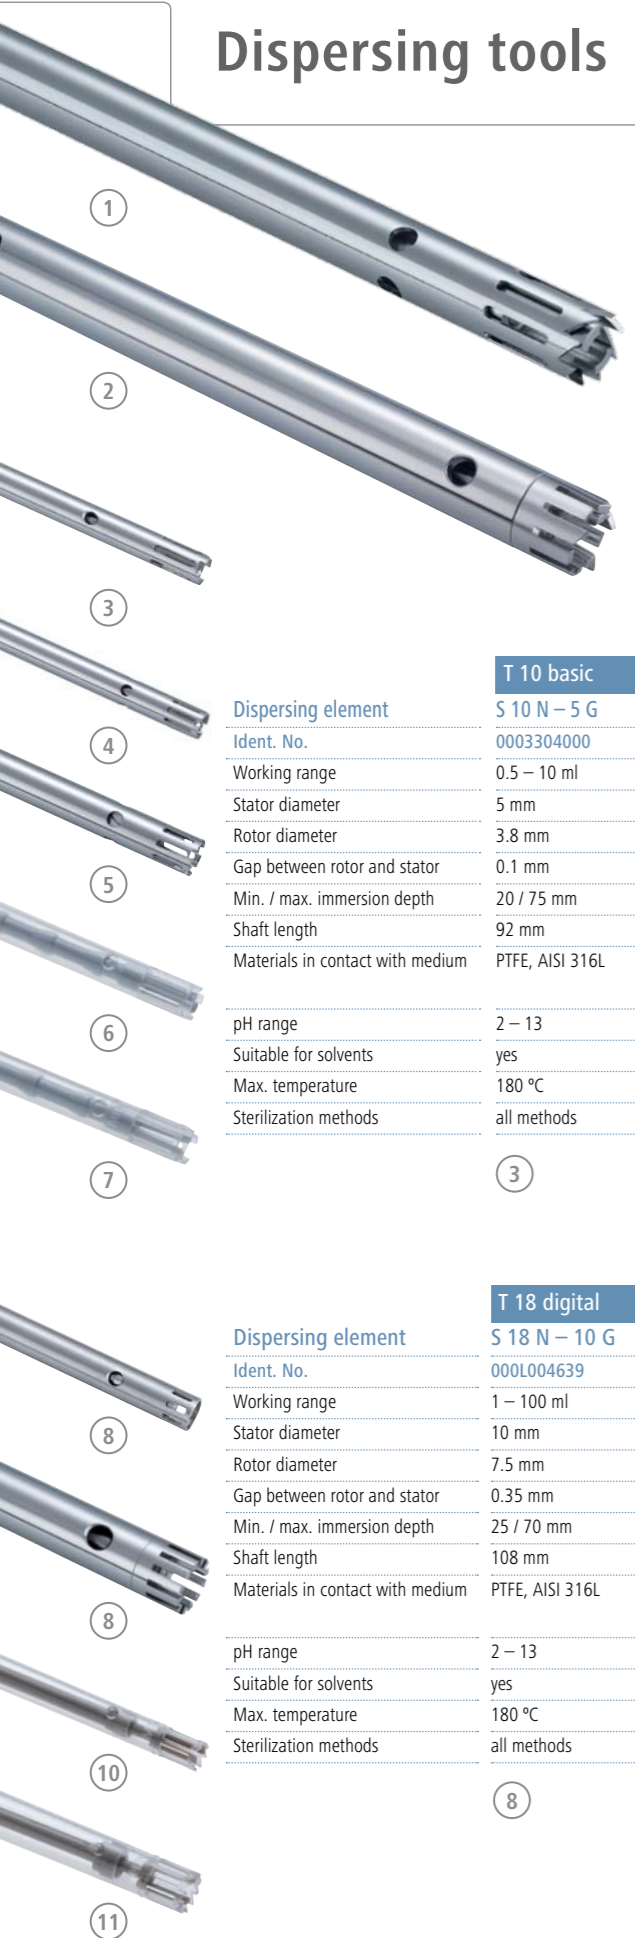 Dispersing tools
1
2
3
4
5
6
7
T 10 basic
Dispersing element S 10 N – 5 G
Ident. No. 0003304000
Working range 0.5 – 10 ml
Stator diameter 5 mm
Rotor diameter 3.8 mm
Gap between rotor and stator 0.1 mm
Min. / max. immersion depth 20 / 75 mm
Shaft length 92 mm
Materials in contact with medium PTFE, AISI 316L
pH range 2 – 13
Suitable for solvents yes
Max. temperature 180 ºC
Sterilization methods all methods
3
8
8
10
11
T 18 digital
Dispersing element S 18 N – 10 G
Ident. No. 000L004639
Working range 1 – 100 ml
Stator diameter 10 mm
Rotor diameter 7.5 mm
Gap between rotor and stator 0.35 mm
Min. / max. immersion depth 25 / 70 mm
Shaft length 108 mm
Materials in contact with medium PTFE, AISI 316L
pH range 2 – 13
Suitable for solvents yes
Max. temperature 180 ºC
Sterilization methods all methods
8